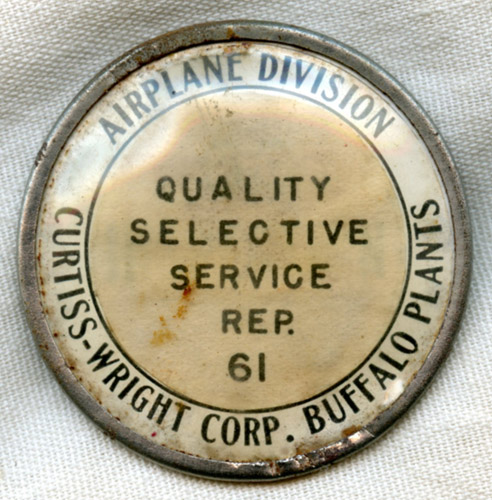 AIRPLANE DIVISION
QUALITY
SELECTIVE
SERVICE
REP.
61
CURTISS-WRIGHT CORP. BUFFALO PLANTS